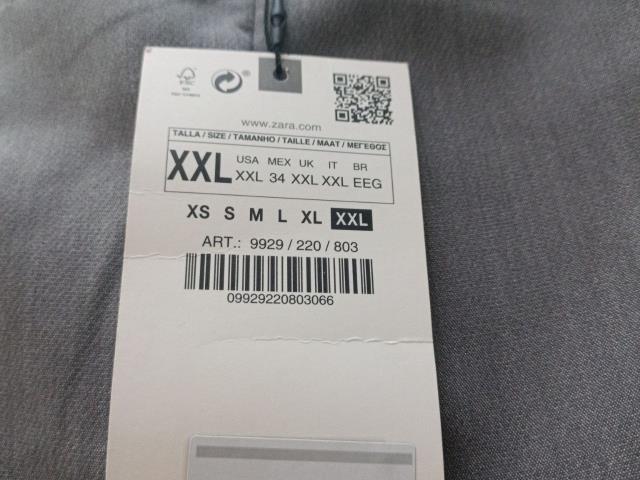 FSC
www.zara.com
TALLA / SIZE / TAMANHO / TAILLE / MAAT / ΜΕΓΕΘΟΣ
XXL
USA MEX UK IT BR
XXL 34 XXL XXL EEG
XS S M L XL XXL
ART.: 9929 / 220 / 803
09929220803066